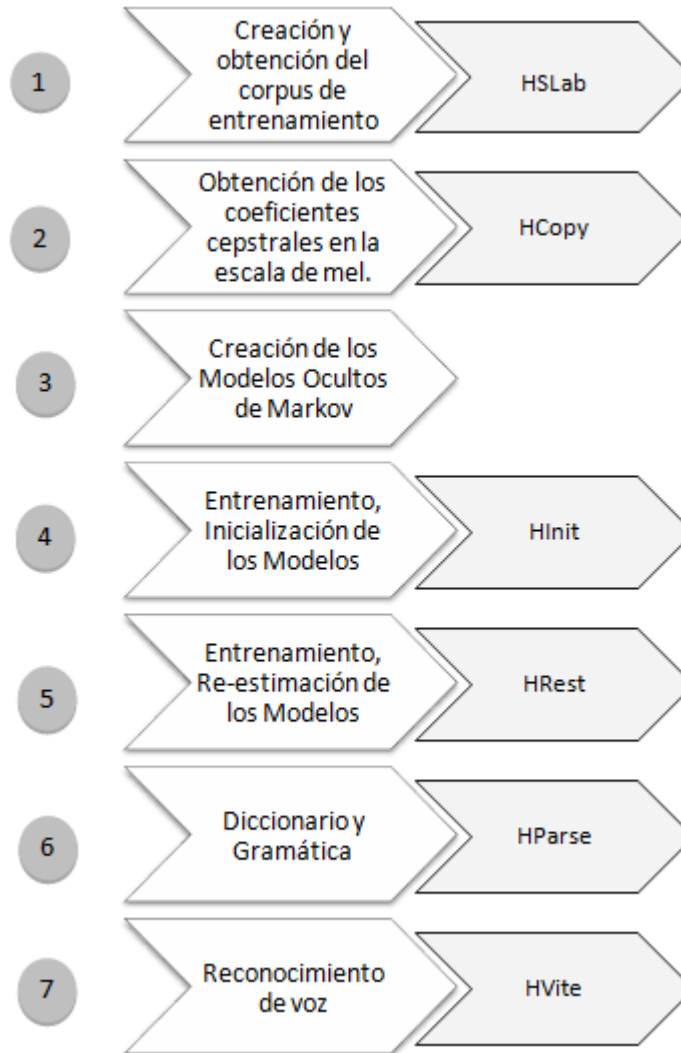 1
Creación y
obtención del
corpus de
entrenamiento
HSLab
2
Obtención de los
coeficientes
cepstrales en la
escala de mel.
HCopy
3
Creación de los
Modelos Ocultos
de Markov
4
Entrenamiento,
Inicialización de
los Modelos
HInit
5
Entrenamiento,
Re-estimación de
los Modelos
HRest
6
Diccionario y
Gramática
HParse
7
Reconocimiento
de voz
HVite